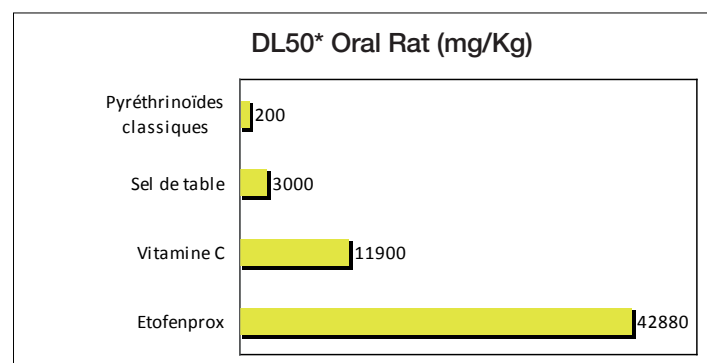 DL50* Oral Rat (mg/Kg)
Pyréthrinoïdes
classiques
200
Sel de table
3000
Vitamine C
11900
Etofenprox
42880